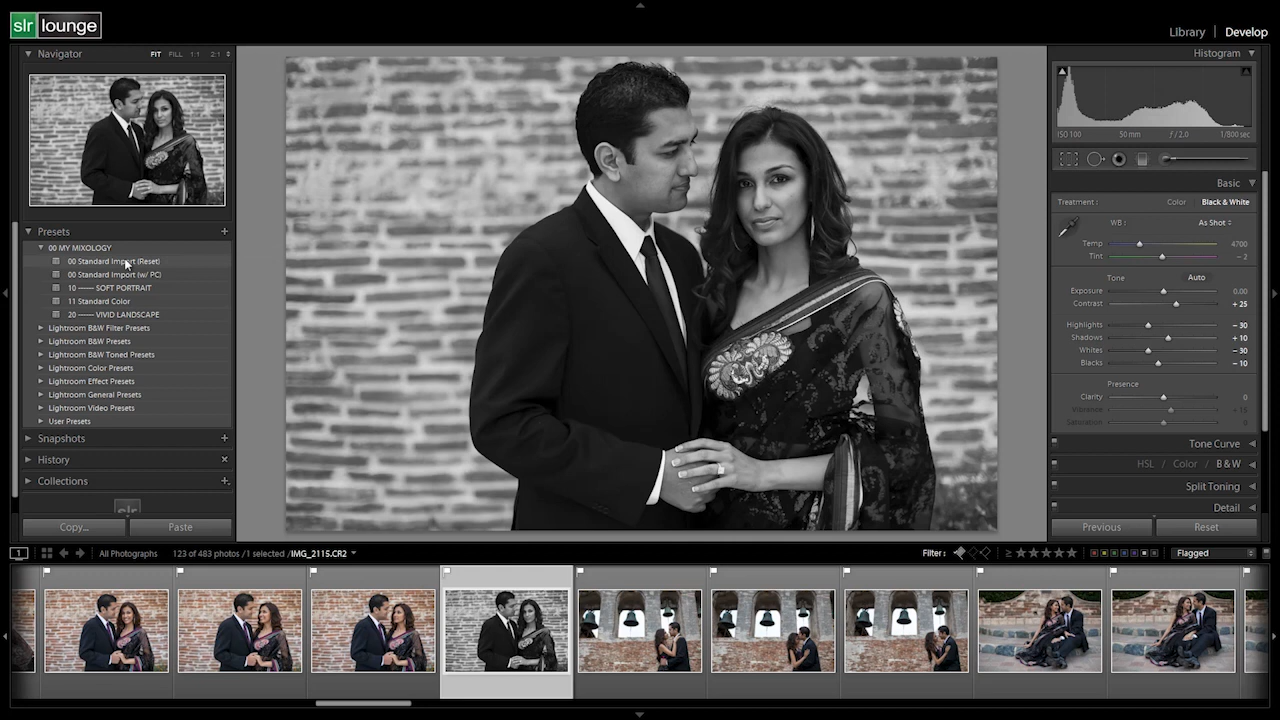 slr lounge
Library | Develop
Navigator FIT FILL 1:1 2:1
Histogram
ISO 100 50 mm ƒ / 2.0 1/800 sec
Presets +
00 MY MIXOLOGY
00 Standard Import (Reset)
00 Standard Import (w/ PC)
10 —— SOFT PORTRAIT
11 Standard Color
20 —— VIVID LANDSCAPE
Lightroom B&W Filter Presets
Lightroom B&W Presets
Lightroom B&W Toned Presets
Lightroom Color Presets
Lightroom Effect Presets
Lightroom General Presets
Lightroom Video Presets
User Presets
Snapshots +
History ×
Collections +
Copy... Paste
Basic
Treatment : Color Black & White
WB : As Shot
Temp 4700
Tint – 2
Tone Auto
Exposure 0.00
Contrast + 25
Highlights – 30
Shadows + 10
Whites – 30
Blacks – 10
Presence
Clarity 0
Vibrance + 15
Saturation 0
Tone Curve
HSL / Color / B & W
Split Toning
Detail
Previous Reset
1 All Photographs 123 of 483 photos / 1 selected / IMG_2115.CR2 Filter : ≥ ★★★★★ Flagged